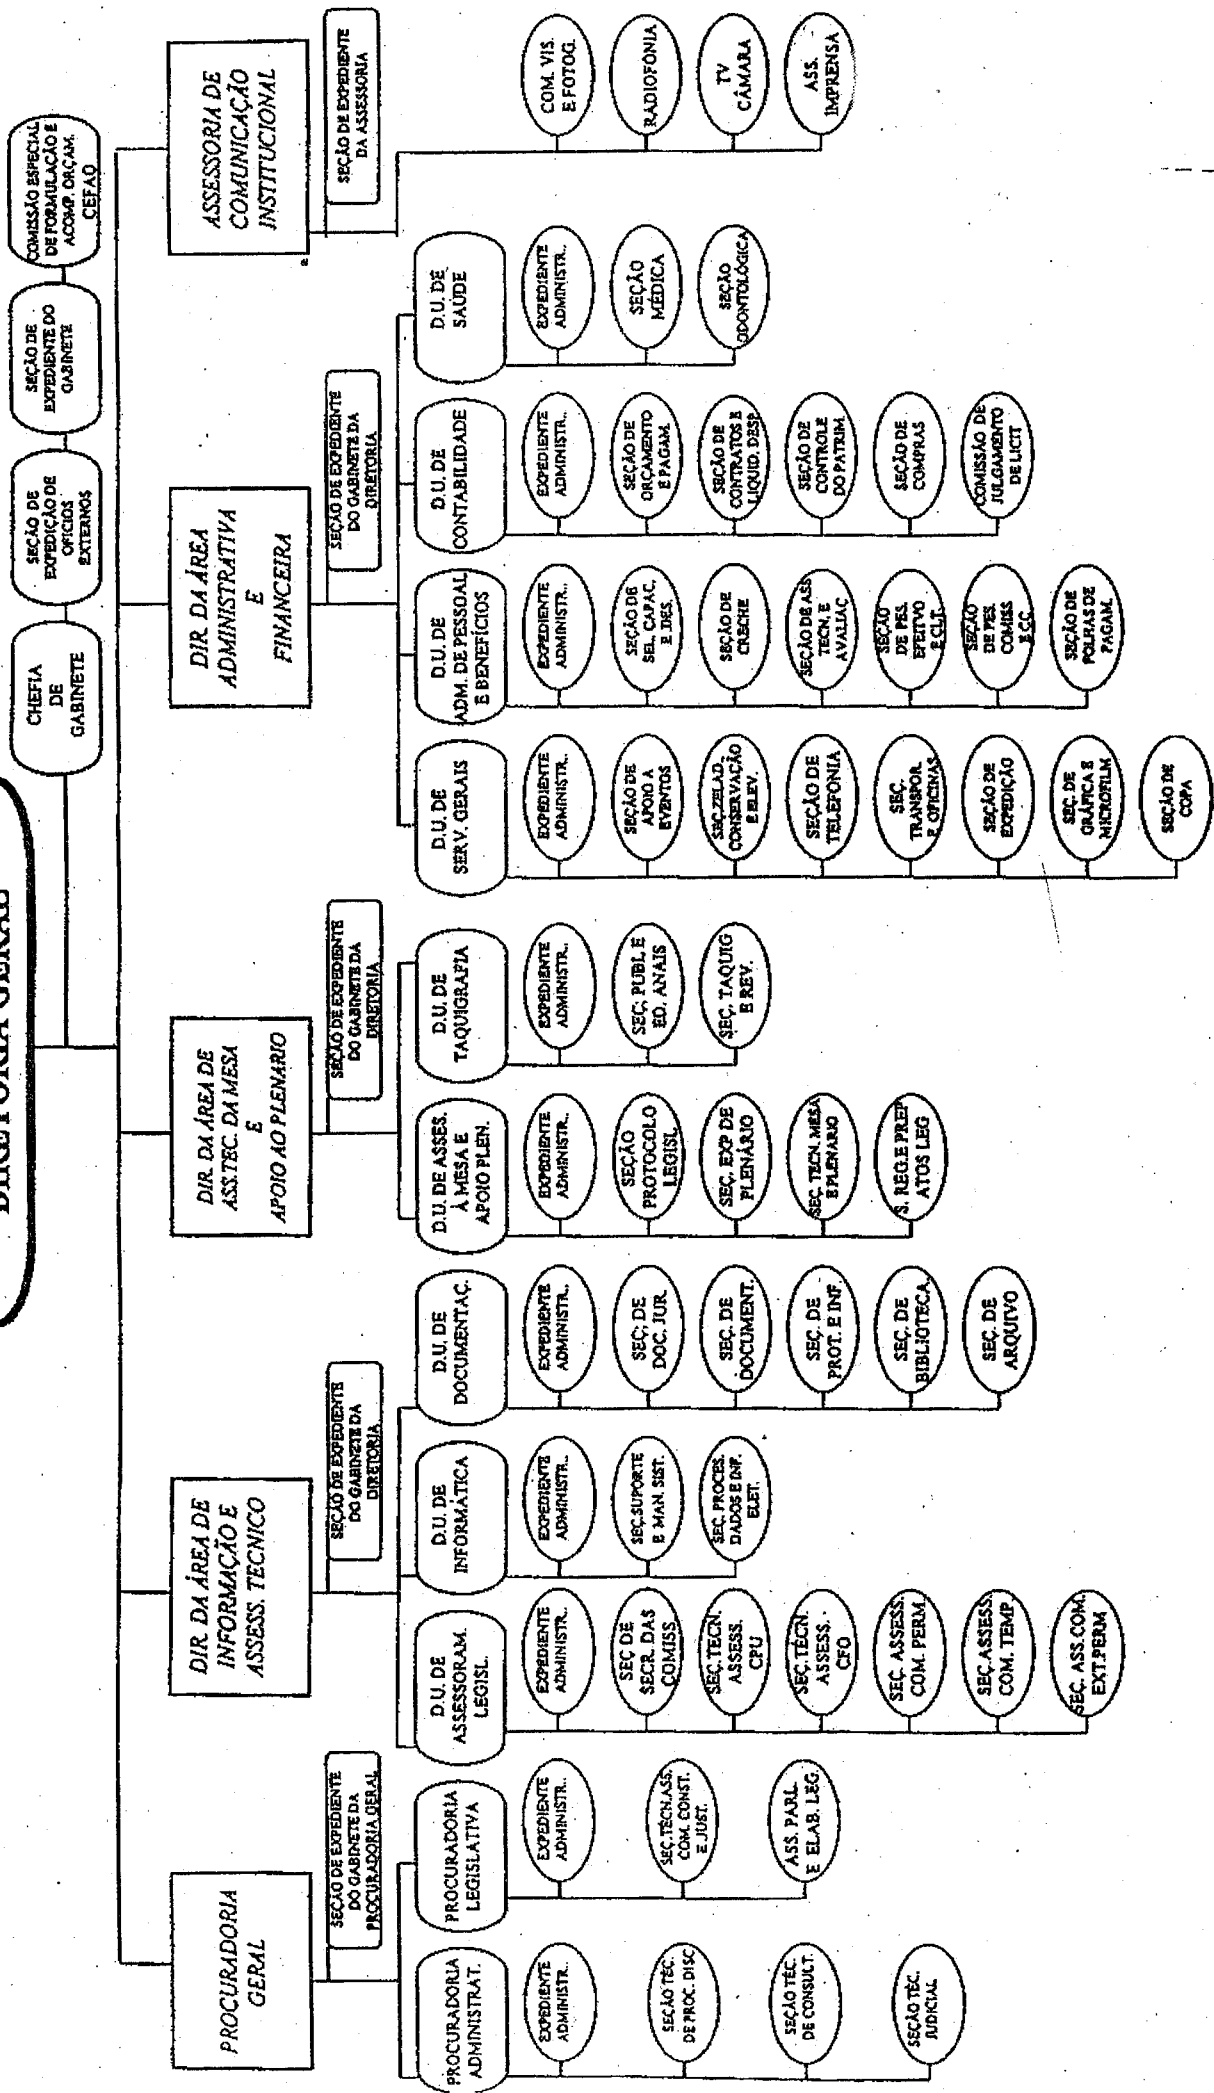 DIRETORIA GERAL
CHEFIA
DE
GABINETE
SEÇÃO DE
EXPEDIÇÃO DE
OFICIOS
EXTERNOS
SEÇÃO DE
EXPEDIENTE DO
GABINETE
COMISSÃO ESPECIAL
DE FORMULAÇÃO E
ACOMP. ORÇAM.
CEFAO
PROCURADORIA
GERAL
SEÇÃO DE EXPEDIENTE
DO GABINETE DA
PROCURADORIA GERAL
PROCURADORIA
ADMINISTRAT.
EXPEDIENTE
ADMINISTR..
SEÇÃO TÉC.
DE PROC. DISC
SEÇÃO TÉC.
DE CONSULT.
SEÇÃO TÉC.
JUDICIAL
PROCURADORIA
LEGISLATIVA
EXPEDIENTE
ADMINISTR..
SEÇ.TECN.ASS.
COM. CONST.
E JUST.
ASS. PARL.
E ELAB. LEG.
DIR. DA ÁREA DE
INFORMAÇÃO E
ASSESS. TECNICO
SEÇÃO DE EXPEDIENTE
DO GABINETE DA
DIRETORIA
D.U. DE
ASSESSORAM.
LEGISL.
EXPEDIENTE
ADMINISTR..
SEÇ DE
SECR. DAS
COMISS.
SEÇ.TECN.
ASSESS.
CPU
SEÇ.TECN.
ASSESS.
CFO
SEÇ. ASSESS.
COM. PERM.
SEÇ.ASSESS.
COM. TEMP.
SEÇ. ASS.COM.
EXT.PERM
D.U. DE
INFORMÁTICA
EXPEDIENTE
ADMINISTR..
SEÇ.SUPORTE
E MAN. SIST.
SEÇ. PROCES.
DADOS E INF.
ELET.
D.U. DE
DOCUMENTAÇ.
EXPEDIENTE
ADMINISTR..
SEÇ; DE
DOC. JUR.
SEÇ. DE
DOCUMENT.
SEÇ. DE
PROT. E INF.
SEÇ. DE
BIBLIOTECA.
SEÇ. DE
ARQUIVO
DIR. DA ÁREA DE
ASS.TEC. DA MESA
E
APOIO AO PLENARIO
SEÇÃO DE EXPEDIENTE
DO GABINETE DA
DIRETORIA
D.U. DE ASSES.
À MESA E
APOIO PLEN.
EXPEDIENTE
ADMINISTR..
SEÇÃO
PROTOCOLO
LEGISL.
SEÇ. EXP DE
PLENÁRIO
SEÇ. TECN. MESA
E PLENARIO
S. REG.E PREP
ATOS LEG
D.U. DE
TAQUIGRAFIA
EXPEDIENTE
ADMINISTR..
SEÇ; PUBL E
ED. ANAIS
SEÇ. TAQUIG
E REV.
DIR. DA ÁREA
ADMINISTRATIVA
E
FINANCEIRA
SEÇÃO DE EXPEDIENTE
DO GABINETE DA
DIRETORIA
D.U. DE
SERV. GERAIS
EXPEDIENTE
ADMINISTR..
SEÇÃO DE
APOIO A
EVENTOS
SEÇ.ZELAD.
CONSERVAÇÃO
E ELEV.
SEÇÃO DE
TELEFONIA
SEÇ.
TRANSPOR.
E OFICINAS.
SEÇÃO DE
EXPEDIÇÃO
SEÇ. DE
GRÁFICA E
MICROFILM
SEÇÃO DE
COPA
D.U. DE
ADM. DE PESSOAL
E BENEFÍCIOS
EXPEDIENTE
ADMINISTR..
SEÇÃO DE
SEL. CAPAC.
E DES.
SEÇÃO DE
CRECHE
SEÇÃO DE ASS
TECN. E
AVALIAC
SEÇÃO
DE PES.
EFETIVO
E CLT.
SEÇÃO
DE PES.
COMISS
E CC.
SEÇÃO DE
FOLHAS DE
PAGAM.
D.U. DE
CONTABILIDADE
EXPEDIENTE
ADMINISTR..
SEÇÃO DE
ORÇAMENTO
E PAGAM.
SEÇÃO DE
CONTRATOS E
LIQUID. DESP.
SEÇÃO DE
CONTROLE
DO PATRIM.
SEÇÃO DE
COMPRAS
COMISSÃO DE
JULGAMENTO
DE LICIT
D.U. DE
SAÚDE
EXPEDIENTE
ADMINISTR..
SEÇÃO
MÉDICA
SEÇÃO
ODONTOLÓGICA
ASSESSORIA DE
COMUNICAÇÃO
INSTITUCIONAL
SEÇÃO DE EXPEDIENTE
DA ASSESSORIA
COM. VIS.
E FOTOG.
RADIOFONIA
TV
CÂMARA
ASS.
IMPRENSA